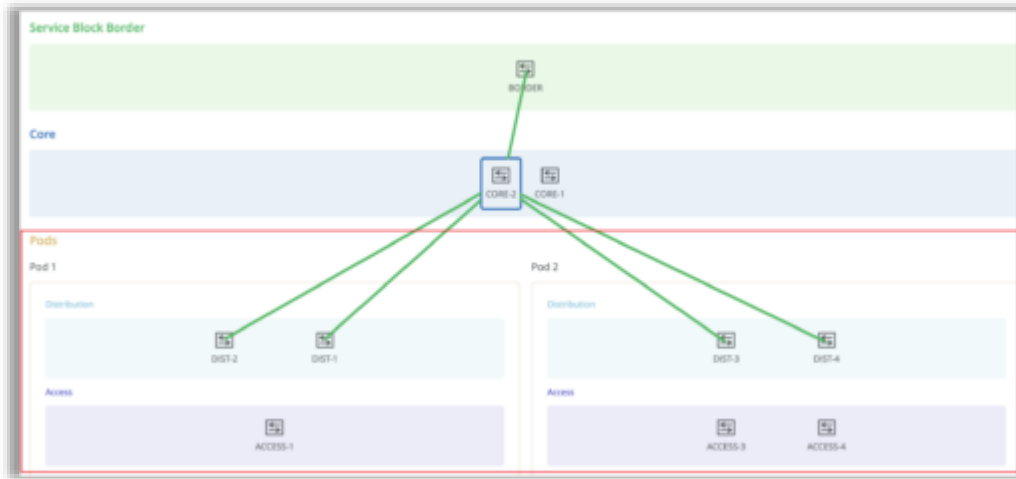 Service Block Border
BORDER
Core
CORE-2 CORE-1
Pods
Pod 1 Pod 2
Distribution Distribution
DIST-2 DIST-1 DIST-3 DIST-4
Access Access
ACCESS-1 ACCESS-3 ACCESS-4